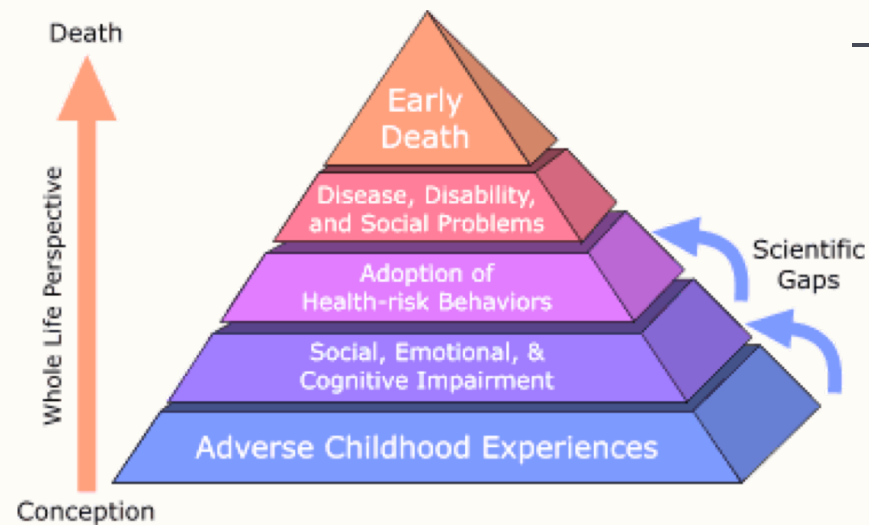 Death
Whole Life Perspective
Conception
Early
Death
Disease, Disability,
and Social Problems
Adoption of
Health-risk Behaviors
Social, Emotional, &
Cognitive Impairment
Adverse Childhood Experiences
Scientific
Gaps